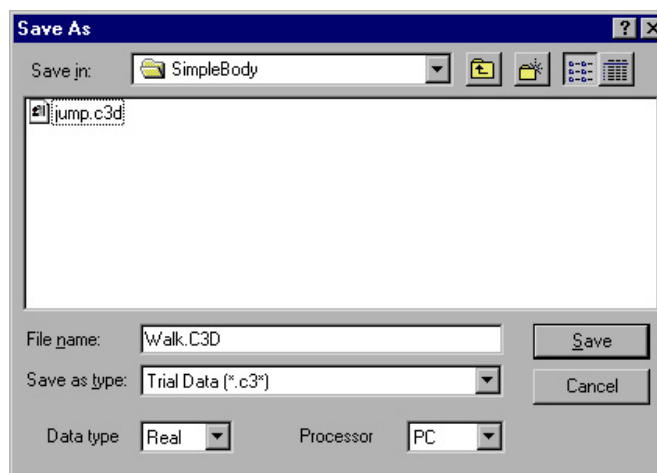 Save As
Save in: SimpleBody
jump.c3d
File name: Walk.C3D Save
Save as type: Trial Data (*.c3*) Cancel
Data type Real Processor PC